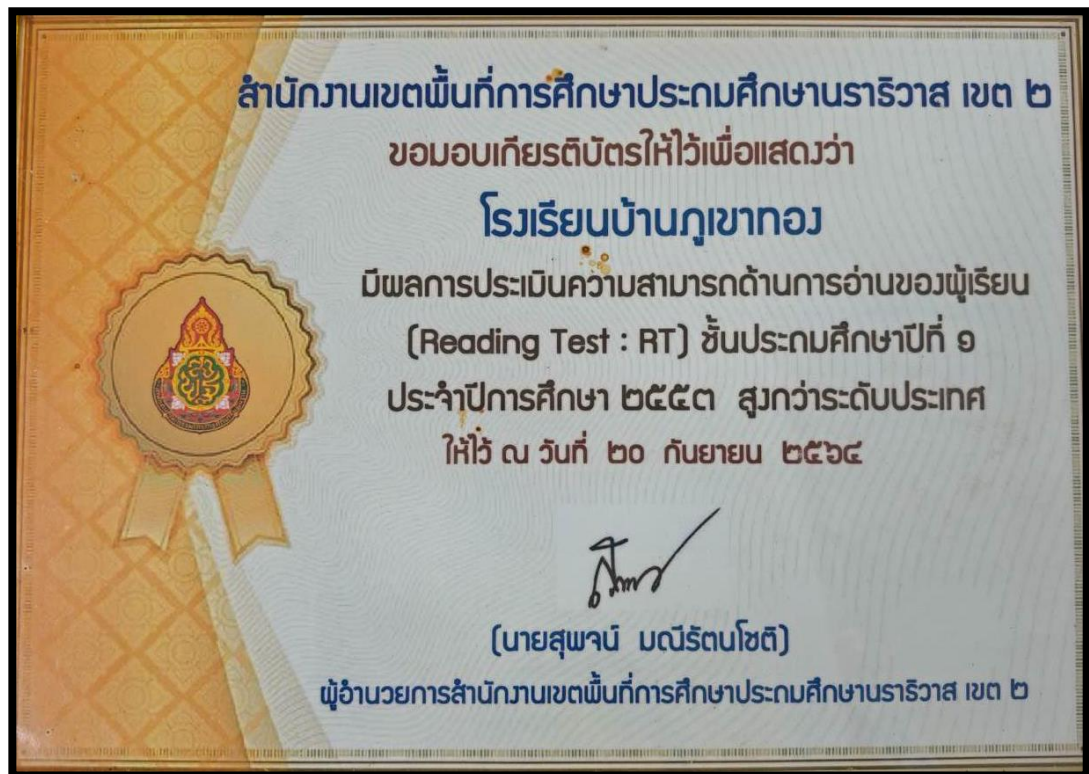 สำนักงานเขตพื้นที่การศึกษาประถมศึกษานราธิวาส เขต ๒
ขอมอบเกียรติบัตรให้ไว้เพื่อแสดงว่า
โรงเรียนบ้านภูเขาทอง
มีผลการประเมินความสามารถด้านการอ่านของผู้เรียน
(Reading Test : RT) ชั้นประถมศึกษาปีที่ ๑
ประจำปีการศึกษา ๒๕๕๓ สูงกว่าระดับประเทศ
ให้ไว้ ณ วันที่ ๒๐ กันยายน ๒๕๖๔
(นายสุพจน์ มณีรัตนโชติ)
ผู้อำนวยการสำนักงานเขตพื้นที่การศึกษาประถมศึกษานราธิวาส เขต ๒